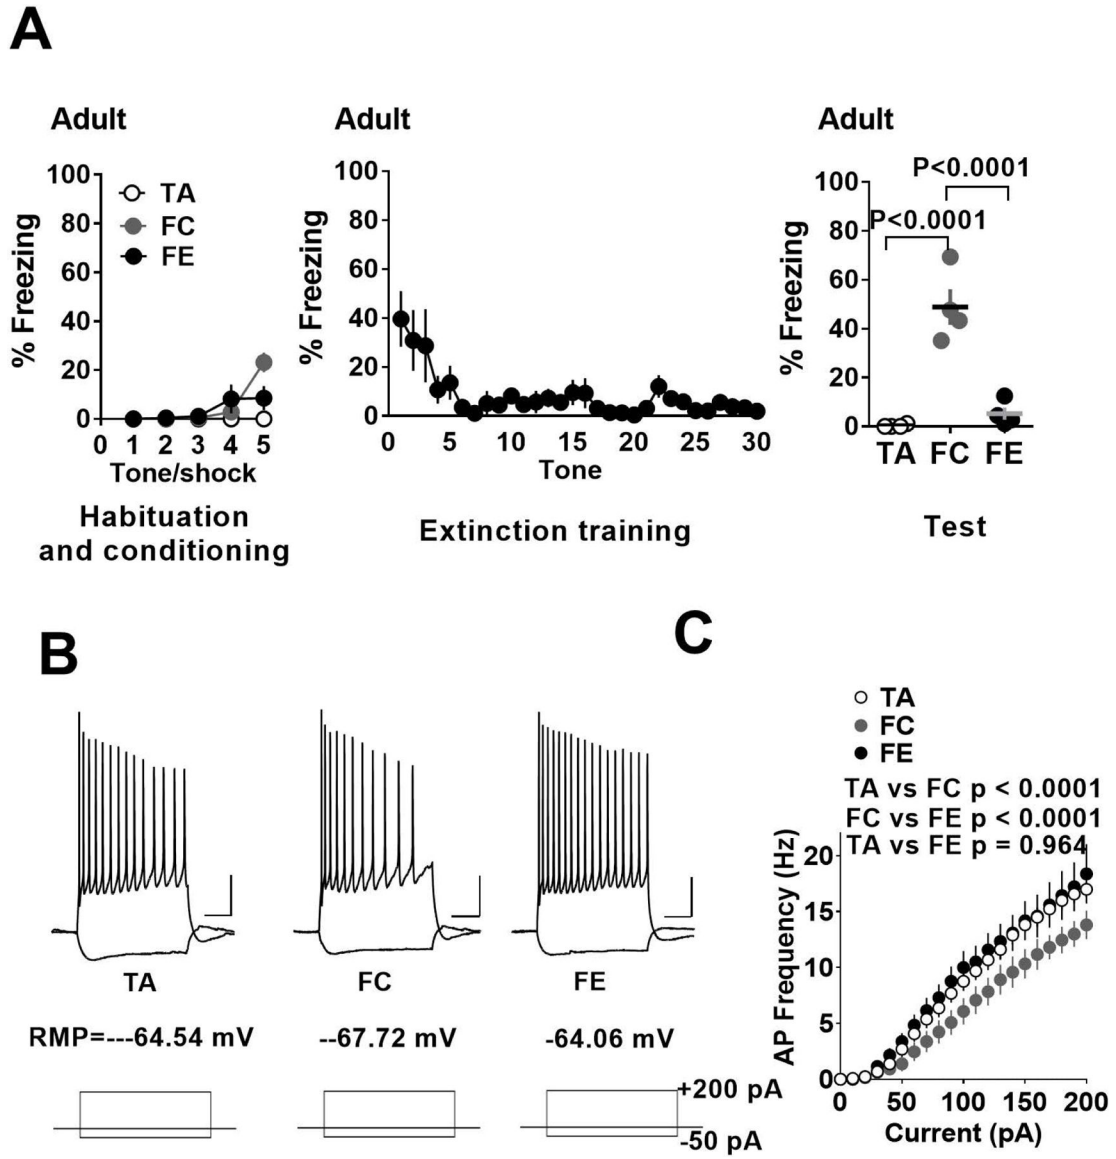 A
Adult
Adult
Adult
% Freezing
100
80
60
40
20
0
TA
FC
FE
0 1 2 3 4 5
Tone/shock
Habituation
and conditioning
% Freezing
100
80
60
40
20
0
0 5 10 15 20 25 30
Tone
Extinction training
% Freezing
100
80
60
40
20
0
P<0.0001
P<0.0001
TA FC FE
Test
B
TA FC FE
RMP=---64.54 mV --67.72 mV -64.06 mV
+200 pA
-50 pA
C
TA
FC
FE
TA vs FC p < 0.0001
FC vs FE p < 0.0001
TA vs FE p = 0.964
AP Frequency (Hz)
20
15
10
5
0
0 50 100 150 200
Current (pA)